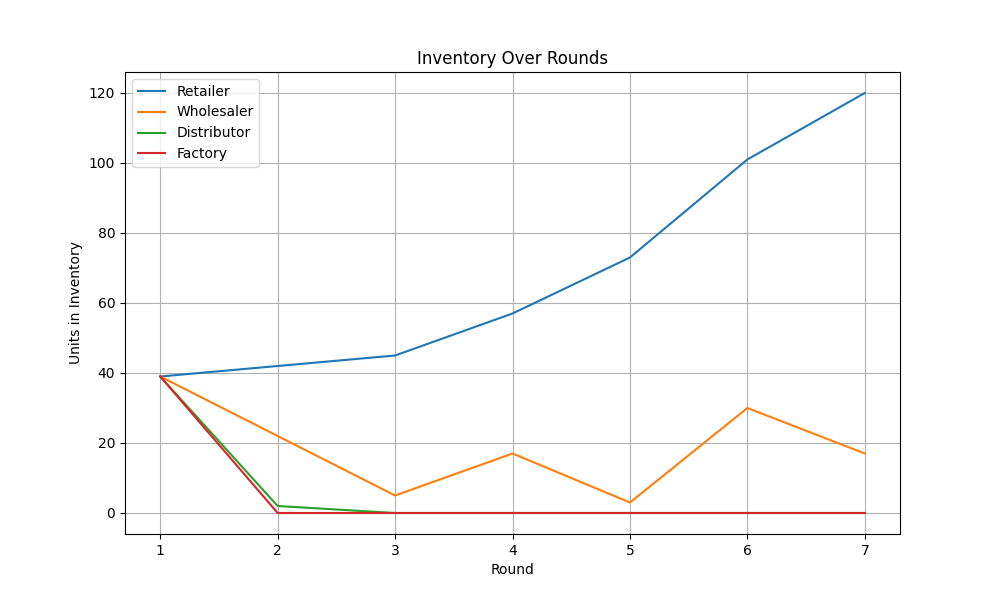 Inventory Over Rounds
Retailer
Wholesaler
Distributor
Factory
Units in Inventory
120
100
80
60
40
20
0
1 2 3 4 5 6 7
Round